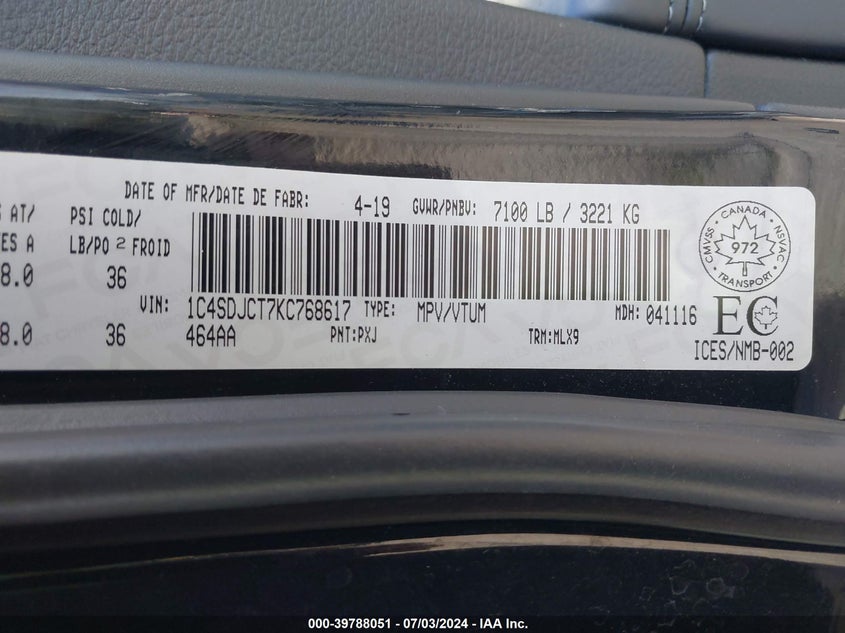 DATE OF MFR/DATE DE FABR: 4-19 GVWR/PNBV: 7100 LB / 3221 KG
AT/ PSI COLD/
ES A LB/PO 2 FROID
8.0 36
VIN: 1C4SDJCT7KC768617 TYPE: MPV/VTUM MDH: 041116
8.0 36 464AA PNT:PXJ TRM:MLX9
CANADA
CMVSS 972 NSVAC
TRANSPORT
EC
ICES/NMB-002
000-39788051 - 07/03/2024 - IAA Inc.